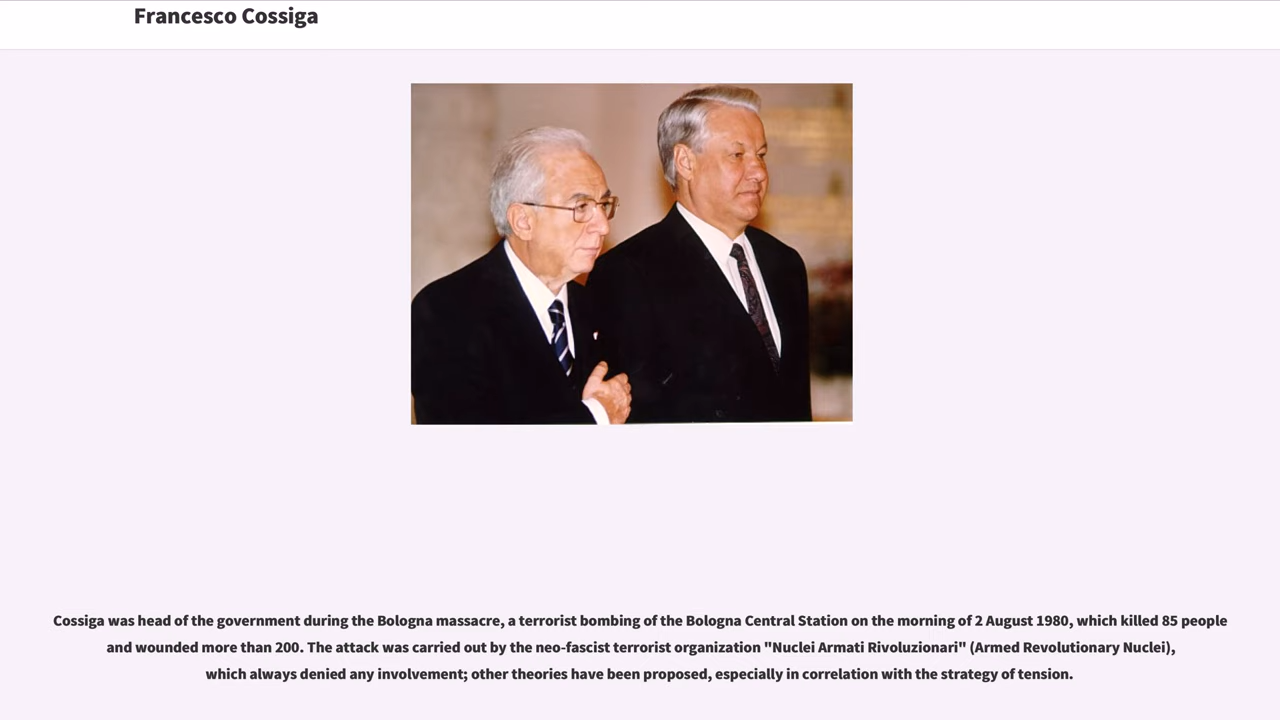 Francesco Cossiga
Cossiga was head of the government during the Bologna massacre, a terrorist bombing of the Bologna Central Station on the morning of 2 August 1980, which killed 85 people
and wounded more than 200. The attack was carried out by the neo-fascist terrorist organization "Nuclei Armati Rivoluzionari" (Armed Revolutionary Nuclei),
which always denied any involvement; other theories have been proposed, especially in correlation with the strategy of tension.